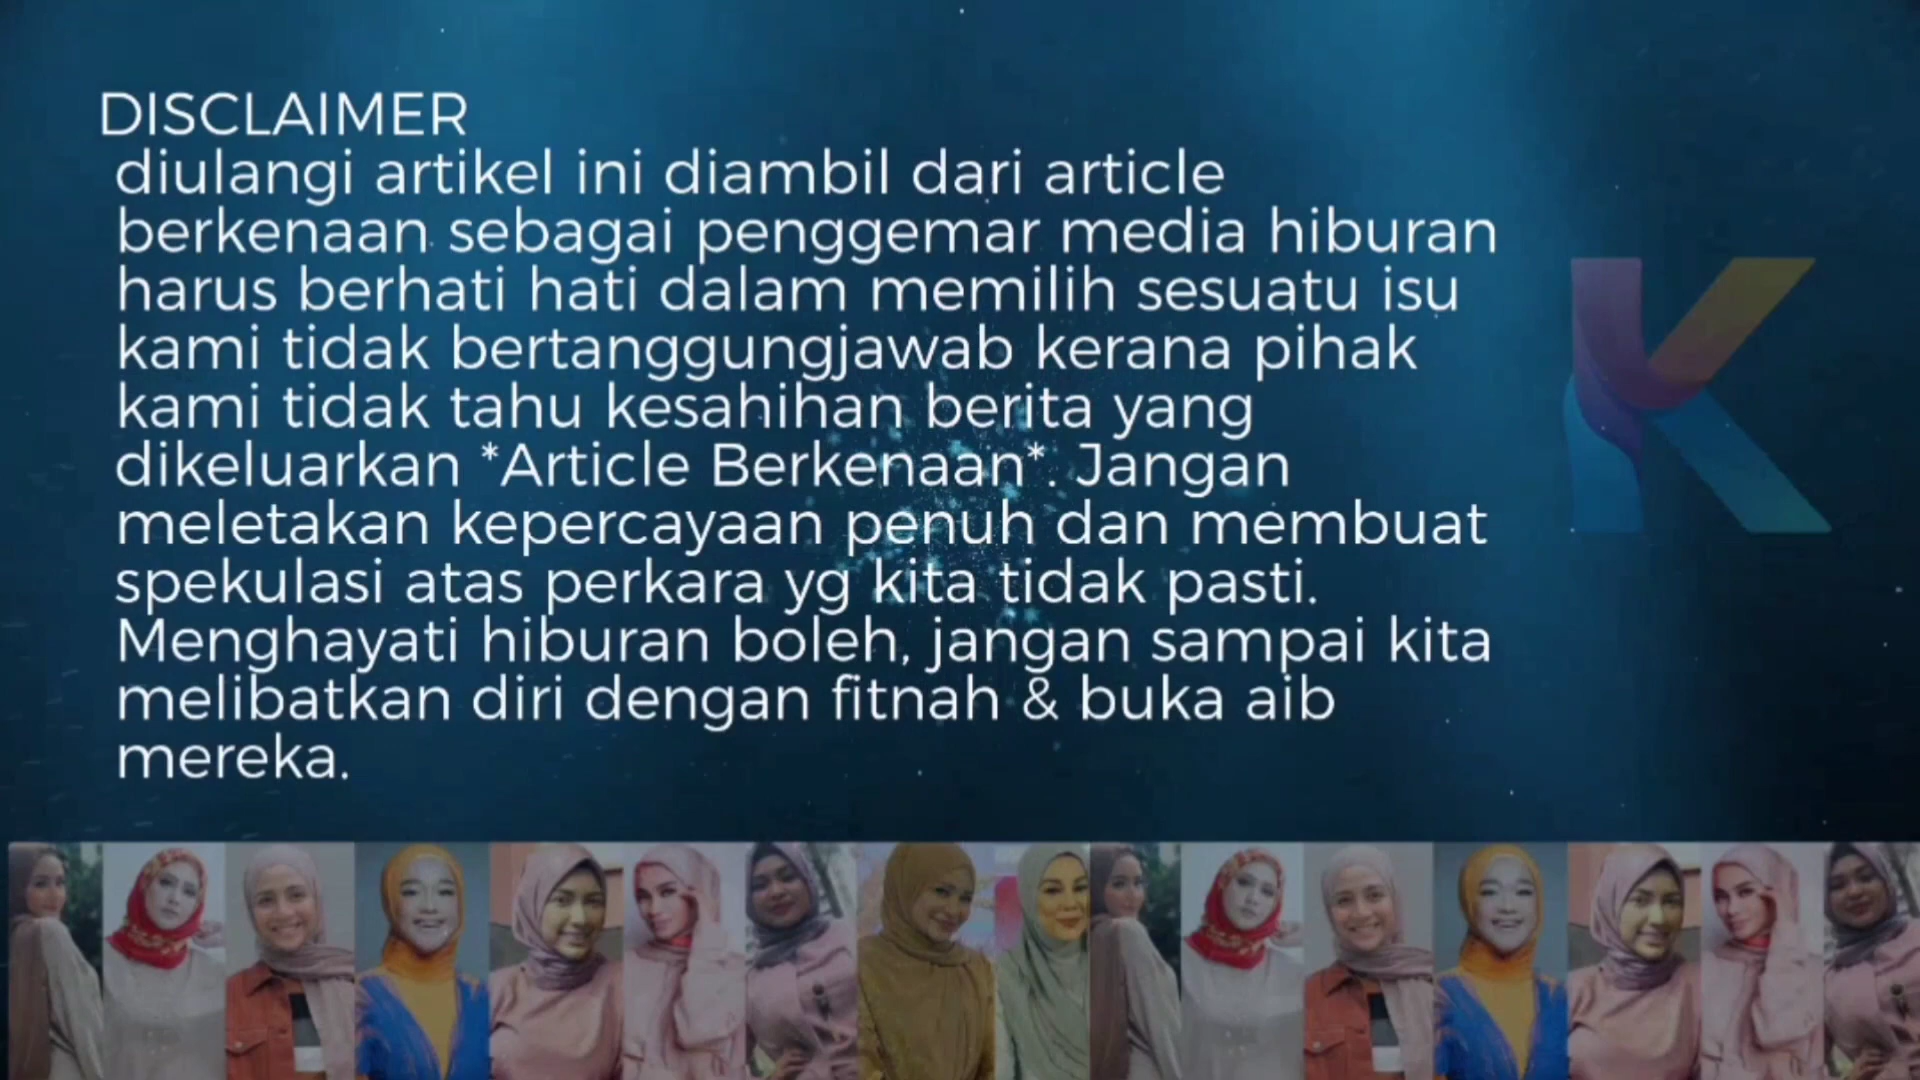 DISCLAIMER
diulangi artikel ini diambil dari article
berkenaan sebagai penggemar media hiburan
harus berhati hati dalam memilih sesuatu isu
kami tidak bertanggungjawab kerana pihak
kami tidak tahu kesahihan berita yang
dikeluarkan *Article Berkenaan*. Jangan
meletakan kepercayaan penuh dan membuat
spekulasi atas perkara yg kita tidak pasti.
Menghayati hiburan boleh, jangan sampai kita
melibatkan diri dengan fitnah & buka aib
mereka.
K